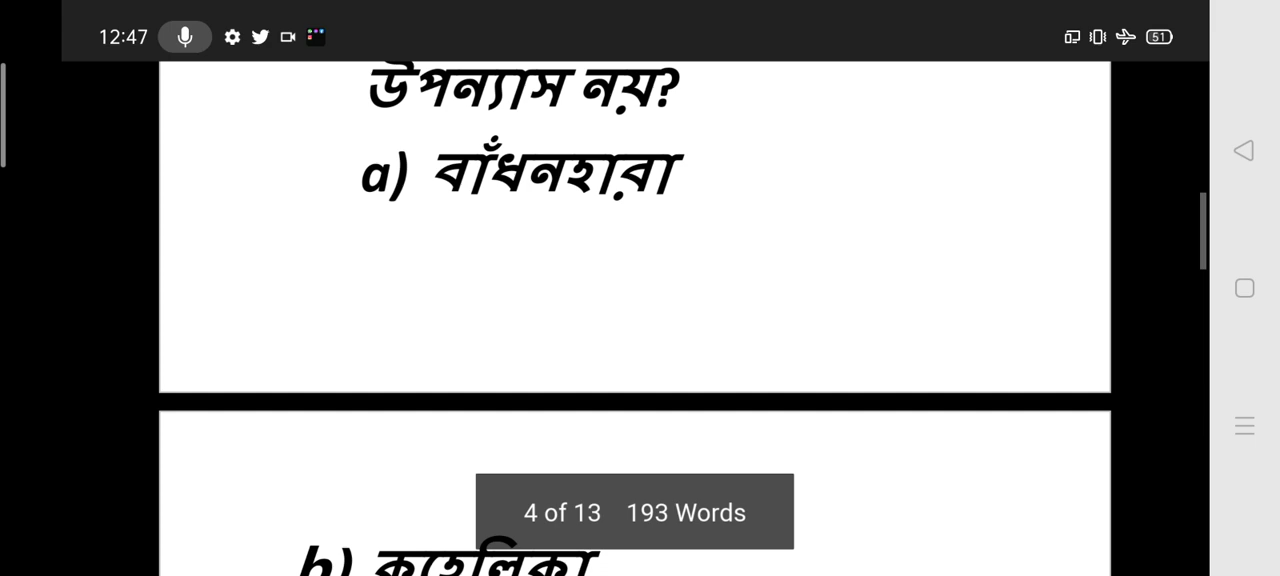 12:47
51
উপন্যাস নয়?
a) বাঁধনহারা
4 of 13 193 Words
b) কুহেলিকা